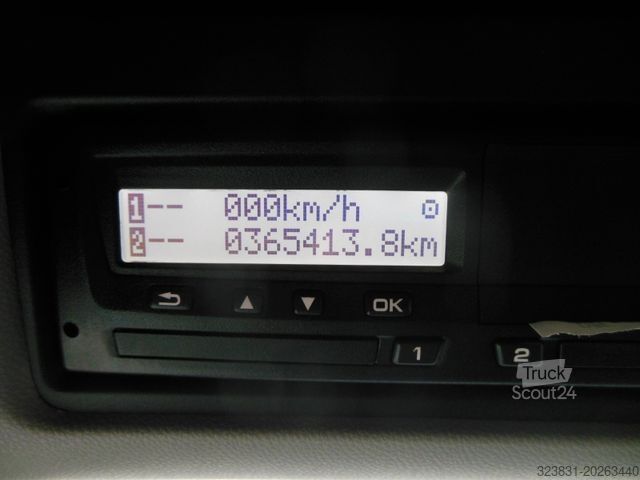 1-- 000km/h
2-- 0365413.8km
OK
1
2
Truck
Scout24
323831-20263440